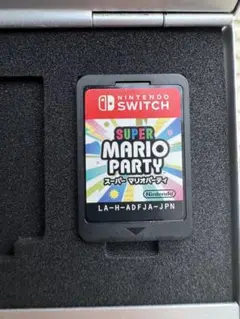 NINTENDO
SWITCH
SUPER
MARIO
PARTY
スーパー マリオパーティ
Nintendo
LA-H-ADFJA-JPN